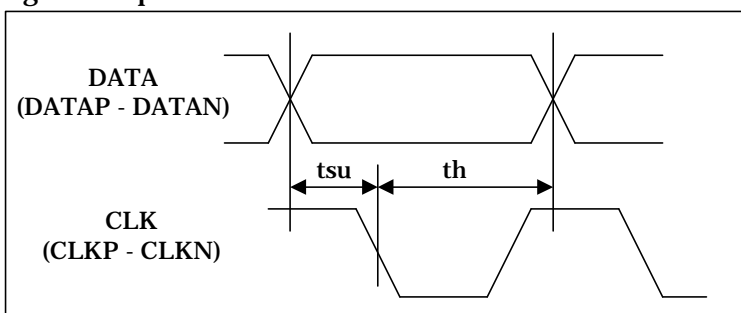 DATA
(DATAP - DATAN)
tsu th
CLK
(CLKP - CLKN)